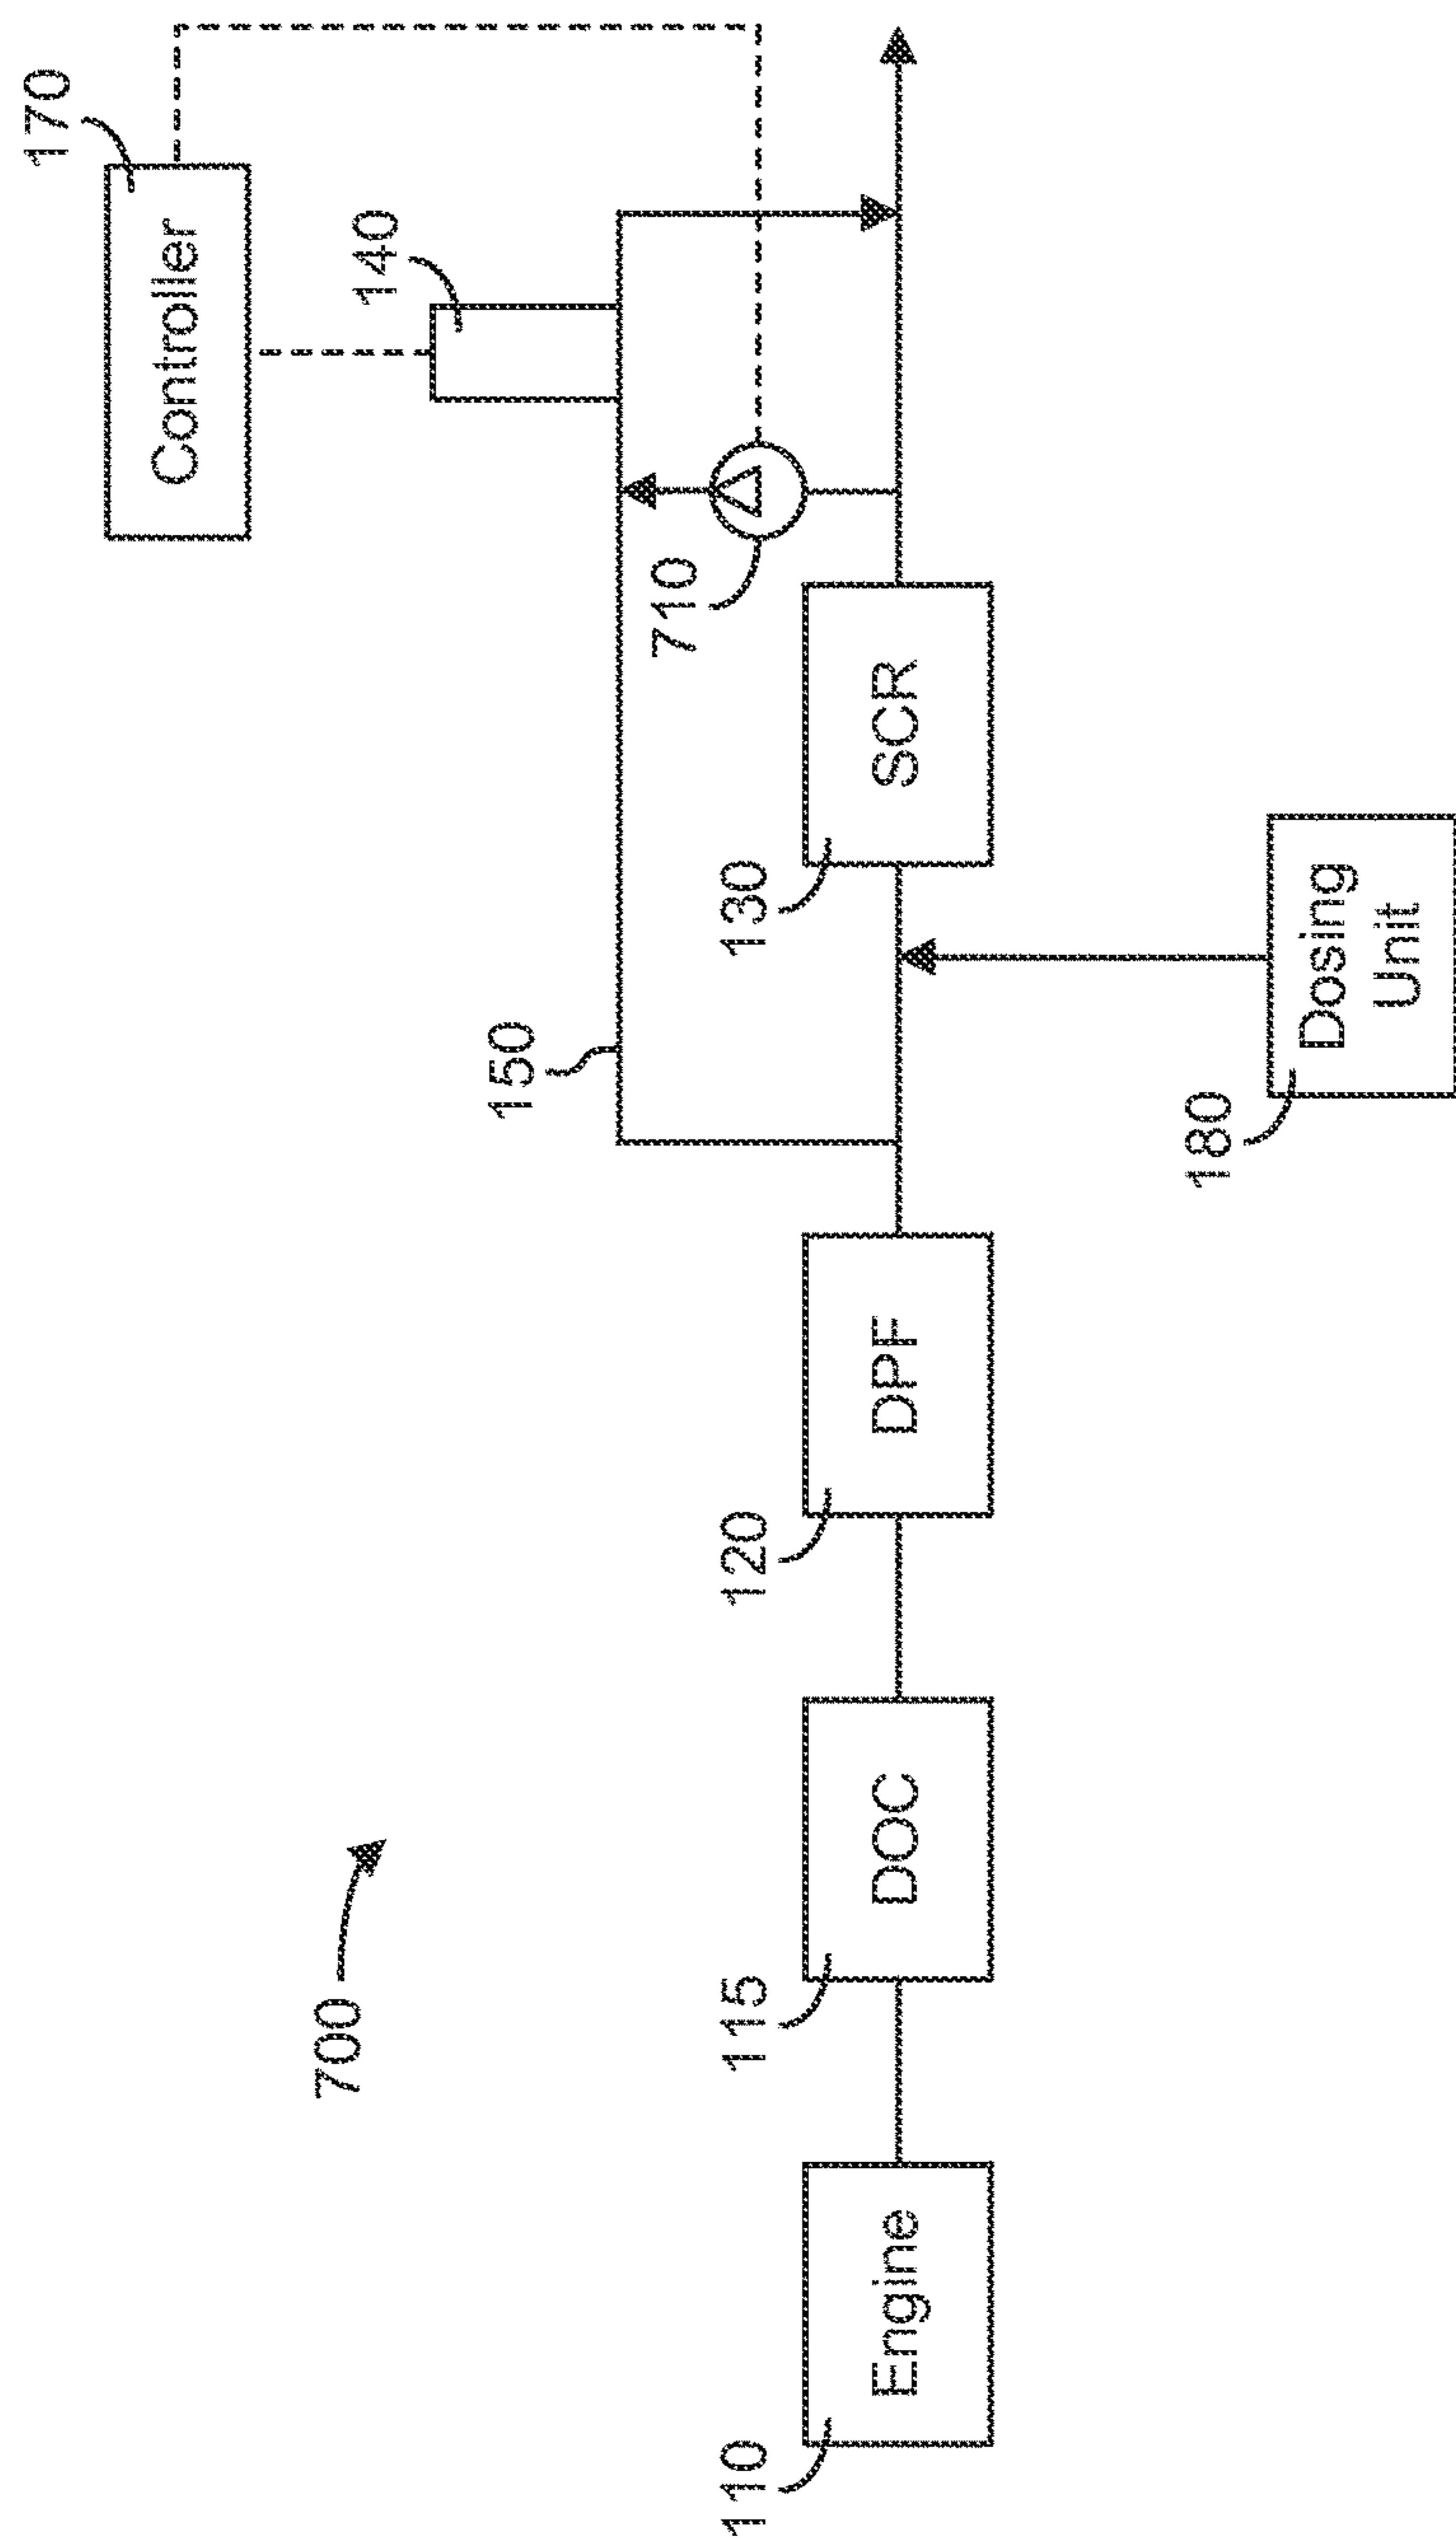 700
170
Controller
140
150
710
110
Engine
115
DOC
120
DPF
130
SCR
180
Dosing
Unit